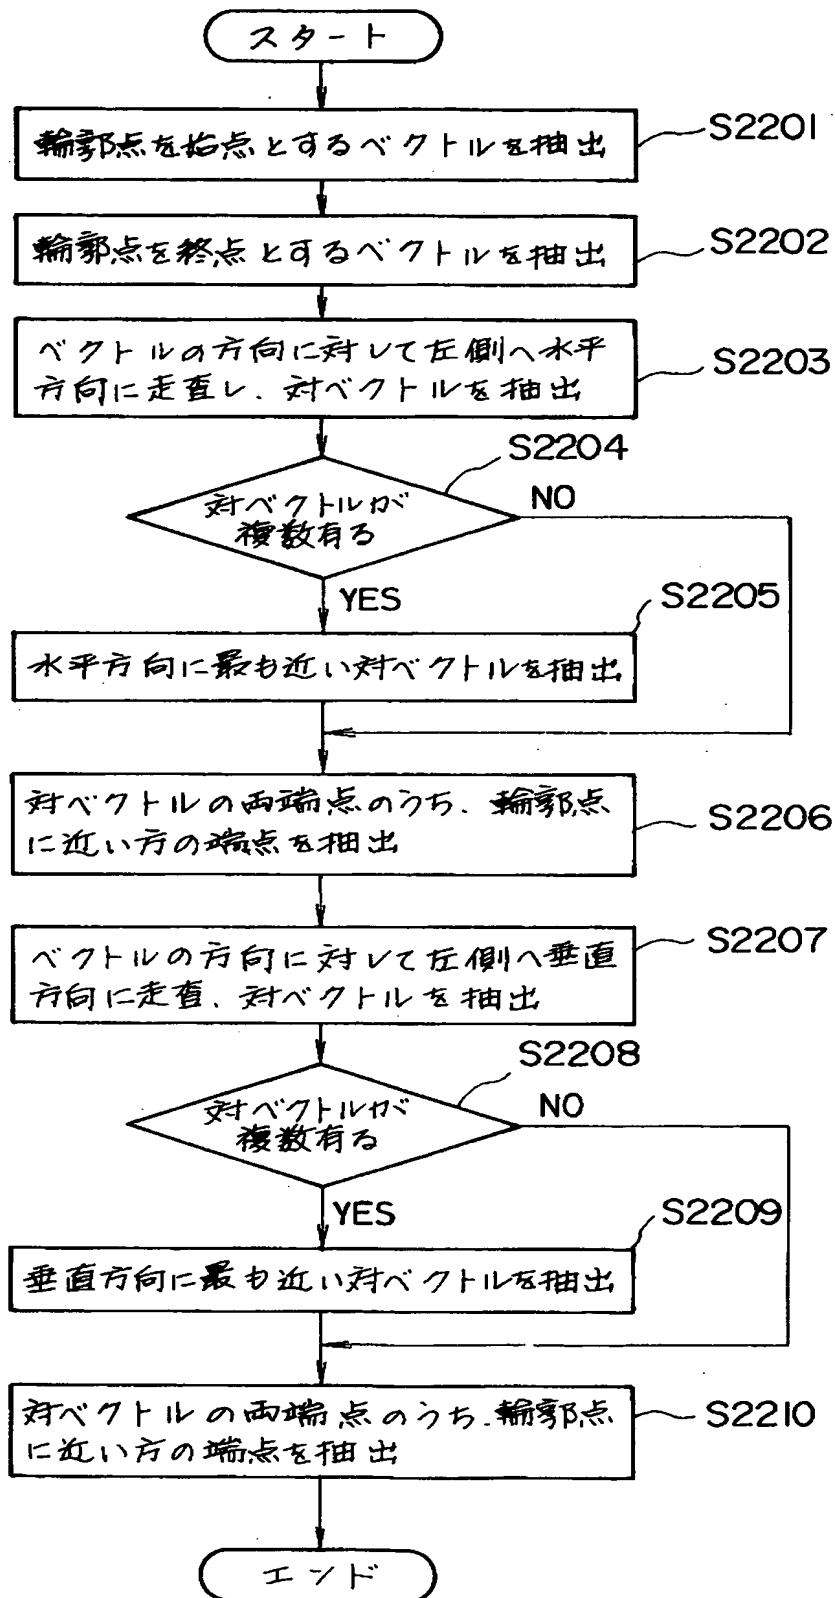 スタート
輪郭点を始点とするベクトルを抽出
S2201
輪郭点を終点とするベクトルを抽出
S2202
ベクトルの方向に対して左側へ水平
方向に走査し、対ベクトルを抽出
S2203
S2204
対ベクトルが
複数有る
NO
YES
S2205
水平方向に最も近い対ベクトルを抽出
対ベクトルの両端点のうち、輪郭点
に近い方の端点を抽出
S2206
ベクトルの方向に対して左側へ垂直
方向に走査、対ベクトルを抽出
S2207
S2208
対ベクトルが
複数有る
NO
YES
S2209
垂直方向に最も近い対ベクトルを抽出
対ベクトルの両端点のうち、輪郭点
に近い方の端点を抽出
S2210
エンド